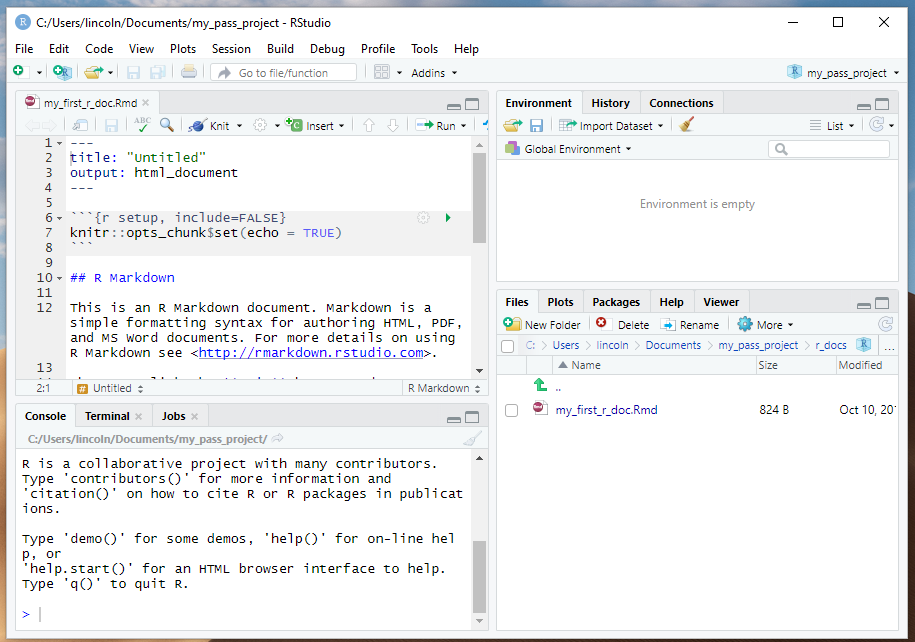 C:/Users/lincoln/Documents/my_pass_project - RStudio
File Edit Code View Plots Session Build Debug Profile Tools Help
Go to file/function Addins my_pass_project
my_first_r_doc.Rmd
ABC Knit Insert Run
1 ---
2 title: "Untitled"
3 output: html_document
4 ---
5
6 ```{r setup, include=FALSE}
7 knitr::opts_chunk$set(echo = TRUE)
8 ```
9
10 ## R Markdown
11
12 This is an R Markdown document. Markdown is a
simple formatting syntax for authoring HTML, PDF,
and MS Word documents. For more details on using
R Markdown see <http://rmarkdown.rstudio.com>.
13
2:1 # Untitled R Markdown
Console Terminal Jobs
C:/Users/lincoln/Documents/my_pass_project/
R is a collaborative project with many contributors.
Type 'contributors()' for more information and
'citation()' on how to cite R or R packages in publicat
ions.
Type 'demo()' for some demos, 'help()' for on-line hel
p, or
'help.start()' for an HTML browser interface to help.
Type 'q()' to quit R.
>
Environment History Connections
Import Dataset List
Global Environment
Environment is empty
Files Plots Packages Help Viewer
New Folder Delete Rename More
C: Users lincoln Documents my_pass_project r_docs ...
Name Size Modified
..
my_first_r_doc.Rmd 824 B Oct 10, 201